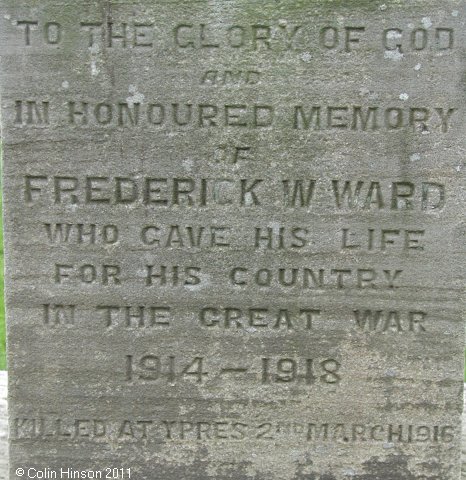 TO THE GLORY OF GOD
AND
IN HONOURED MEMORY
OF
FREDERICK W WARD
WHO GAVE HIS LIFE
FOR HIS COUNTRY
IN THE GREAT WAR
1914 – 1918
KILLED AT YPRES 2ND MARCH 1916
©Colin Hinson 2011